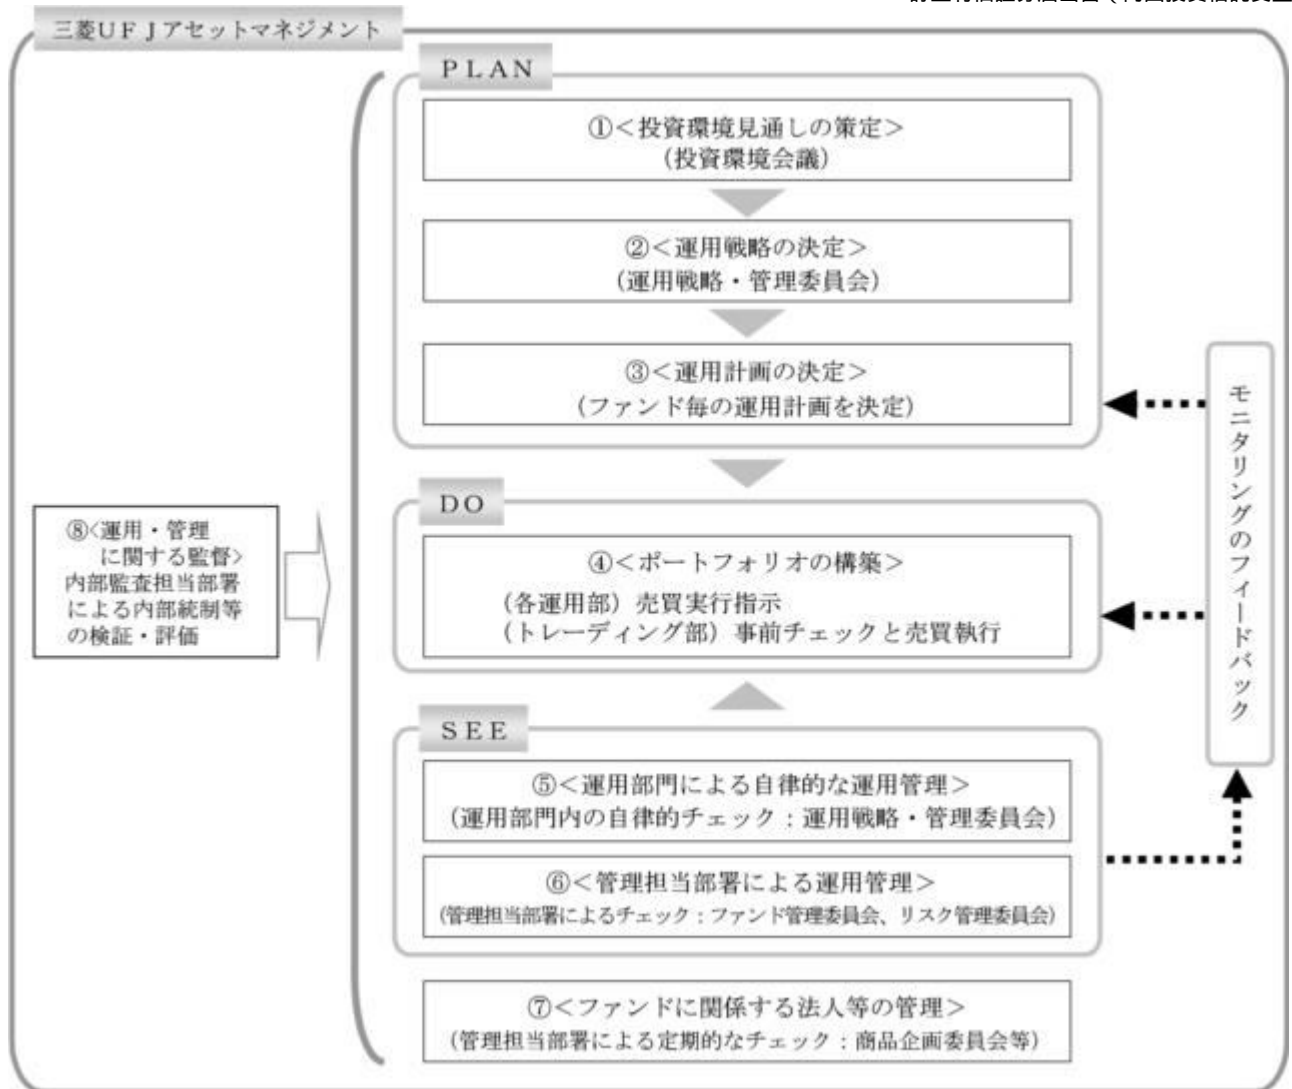 三菱UFJアセットマネジメント
PLAN
①<投資環境見通しの策定>
(投資環境会議)
②<運用戦略の決定>
(運用戦略・管理委員会)
③<運用計画の決定>
(ファンド毎の運用計画を決定)
DO
④<ポートフォリオの構築>
(各運用部)売買実行指示
(トレーディング部)事前チェックと売買執行
SEE
⑤<運用部門による自律的な運用管理>
(運用部門内の自律的チェック:運用戦略・管理委員会)
⑥<管理担当部署による運用管理>
(管理担当部署によるチェック:ファンド管理委員会、リスク管理委員会)
⑦<ファンドに関係する法人等の管理>
(管理担当部署による定期的なチェック:商品企画委員会等)
⑧<運用・管理
に関する監督>
内部監査担当部署
による内部統制等
の検証・評価
モニタリングのフィードバック